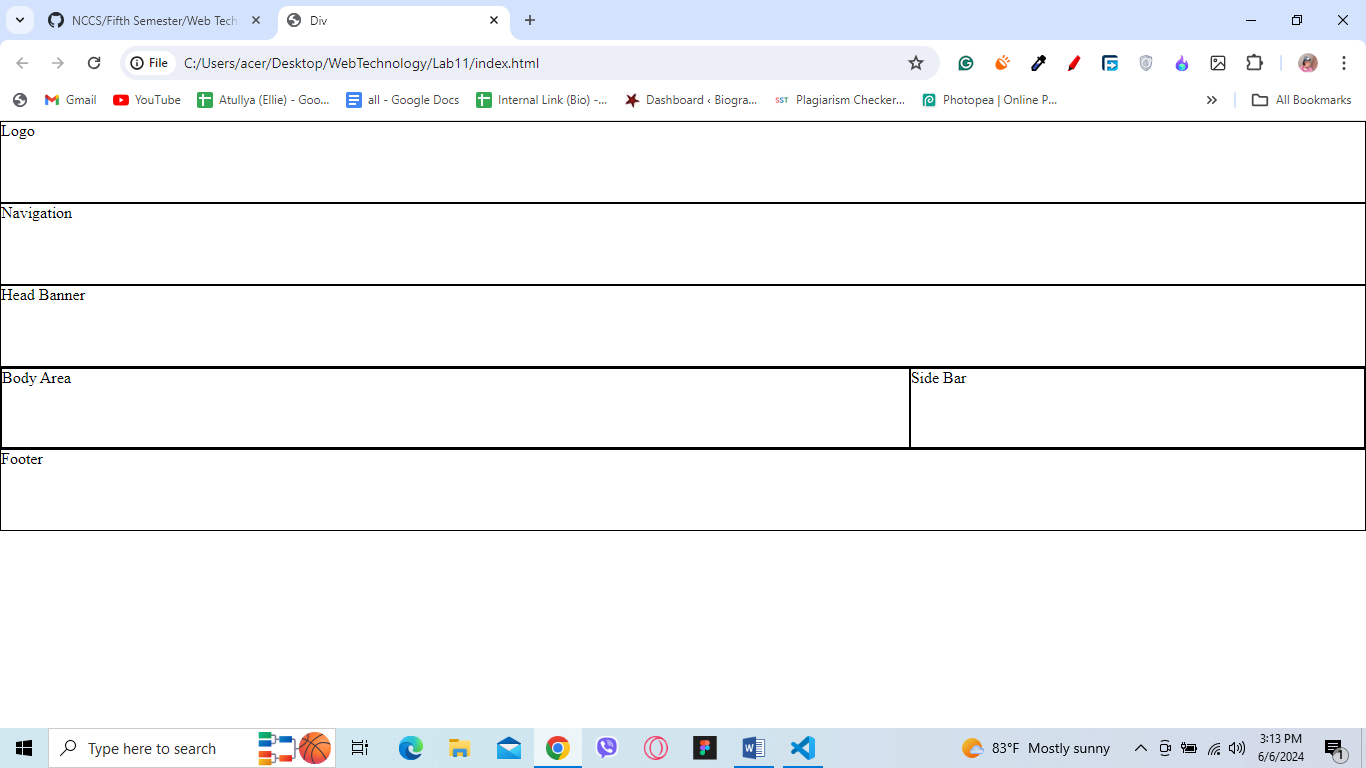 NCCS/Fifth Semester/Web Tech
Div
File
C:/Users/acer/Desktop/WebTechnology/Lab11/index.html
Gmail
YouTube
Atullya (Ellie) - Goo...
all - Google Docs
Internal Link (Bio) -...
Dashboard ‹ Biogra...
SST
Plagiarism Checker...
Photopea | Online P...
All Bookmarks
Logo
Navigation
Head Banner
Body Area
Side Bar
Footer
Type here to search
83°F Mostly sunny
3:13 PM
6/6/2024
1